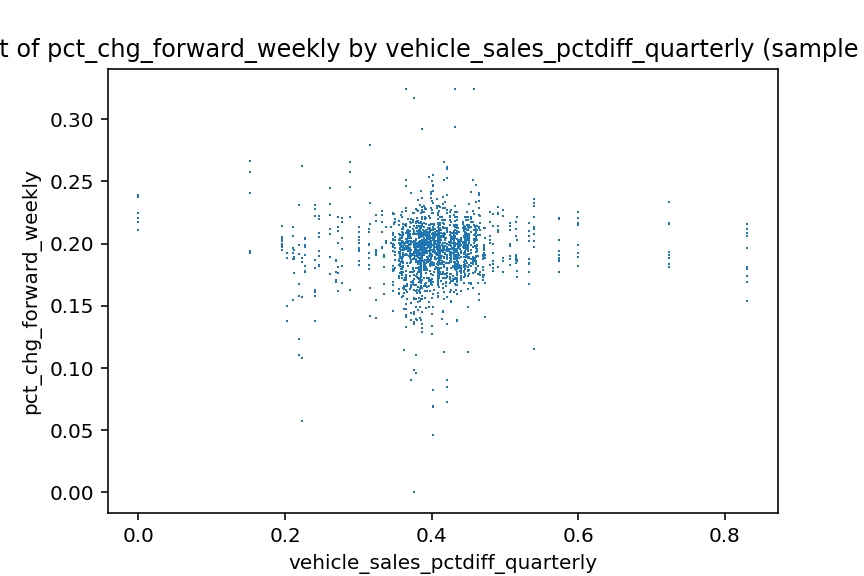 t of pct_chg_forward_weekly by vehicle_sales_pctdiff_quarterly (sample
pct_chg_forward_weekly
0.30
0.25
0.20
0.15
0.10
0.05
0.00
0.0 0.2 0.4 0.6 0.8
vehicle_sales_pctdiff_quarterly